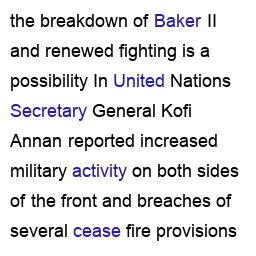 the breakdown of Baker II
and renewed fighting is a
possibility In United Nations
Secretary General Kofi
Annan reported increased
military activity on both sides
of the front and breaches of
several cease fire provisions